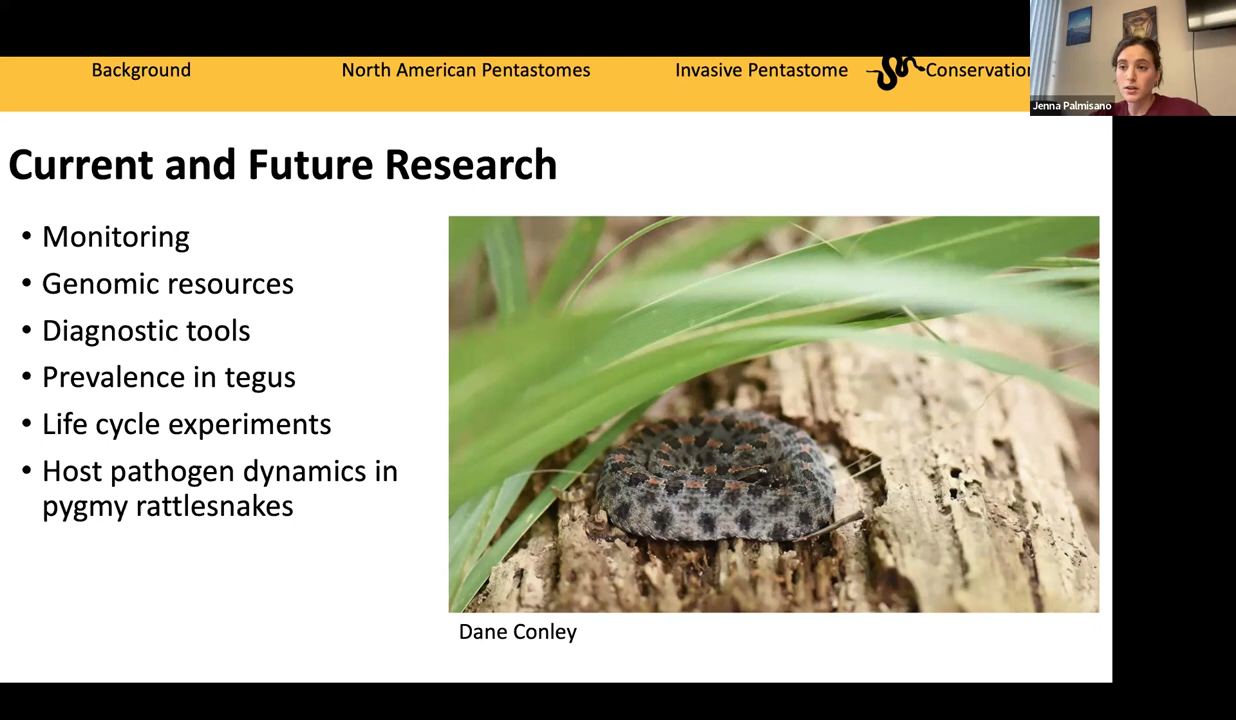 Background
North American Pentastomes
Invasive Pentastome
Conservation
Jenna Palmisano
Current and Future Research
• Monitoring
• Genomic resources
• Diagnostic tools
• Prevalence in tegus
• Life cycle experiments
• Host pathogen dynamics in
pygmy rattlesnakes
Dane Conley